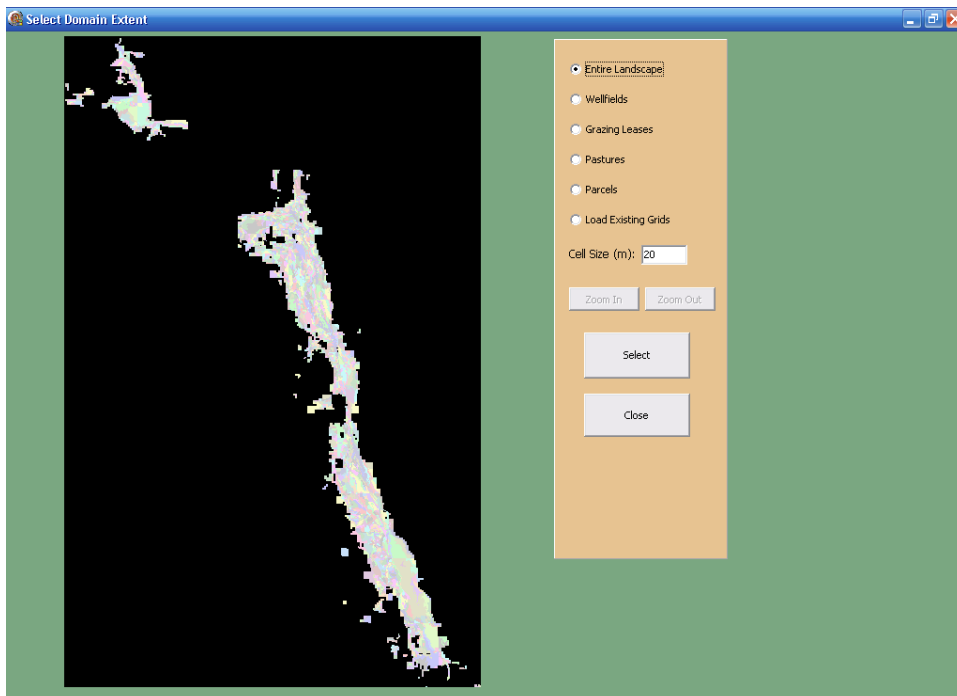 Select Domain Extent
Entire Landscape
Wellfields
Grazing Leases
Pastures
Parcels
Load Existing Grids
Cell Size (m): 20
Zoom In Zoom Out
Select
Close